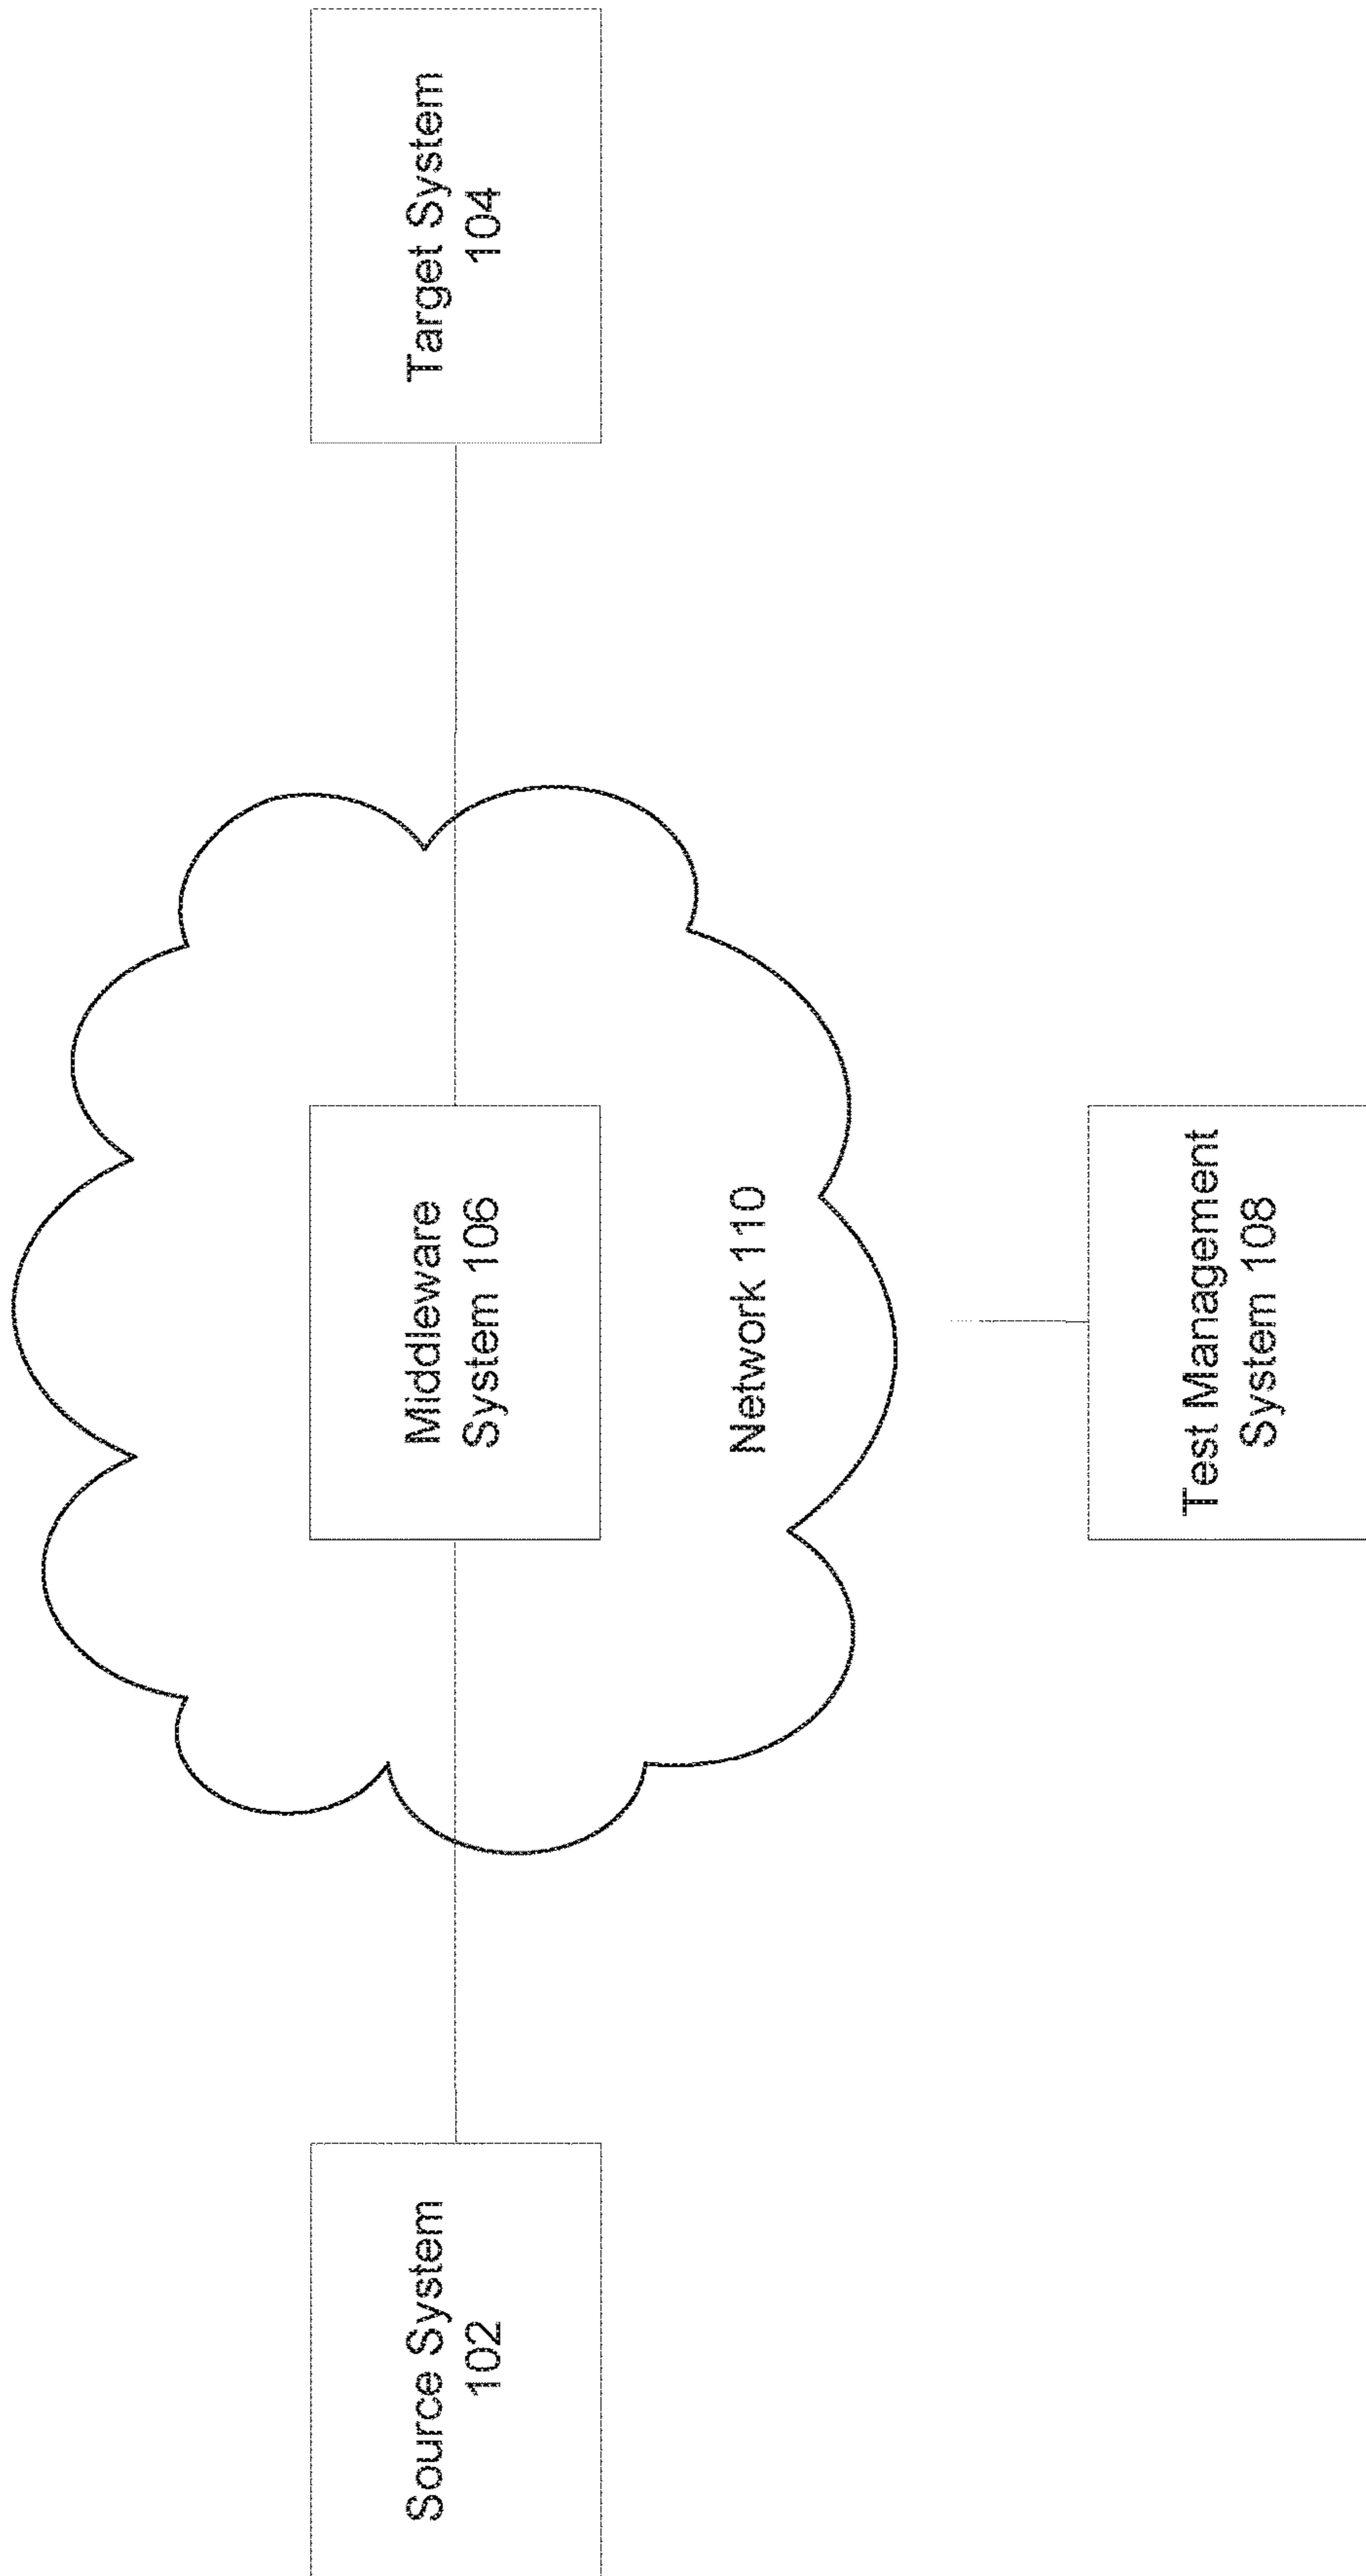 Source System
102
Middleware
System 106
Target System
104
Network 110
Test Management
System 108